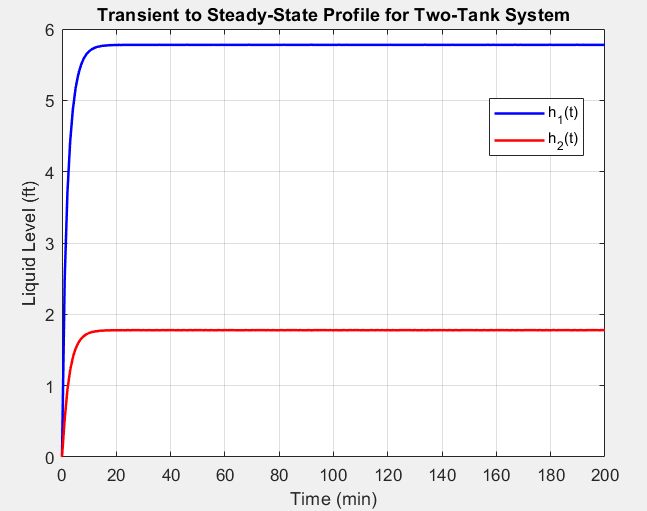 Transient to Steady-State Profile for Two-Tank System
6
5
4
3
2
1
0
Liquid Level (ft)
h1(t)
h2(t)
0 20 40 60 80 100 120 140 160 180 200
Time (min)